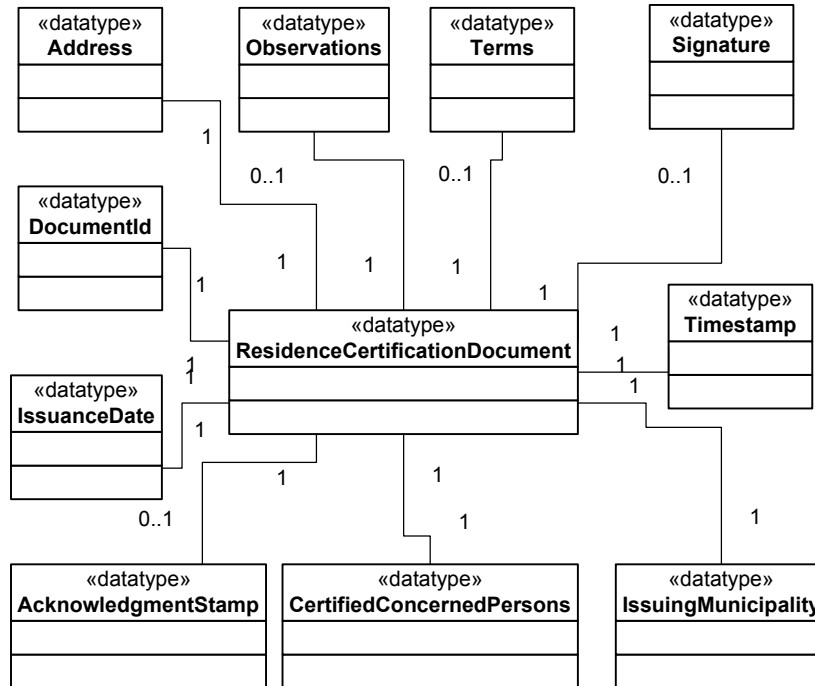 «datatype»
Address
«datatype»
Observations
«datatype»
Terms
«datatype»
Signature
1
0..1
0..1
0..1
«datatype»
DocumentId
1
1
1
1
1
«datatype»
ResidenceCertificationDocument
«datatype»
Timestamp
1
1
1
1
1
«datatype»
IssuanceDate
1
1
1
1
0..1
1
1
«datatype»
AcknowledgmentStamp
«datatype»
CertifiedConcernedPersons
«datatype»
IssuingMunicipality